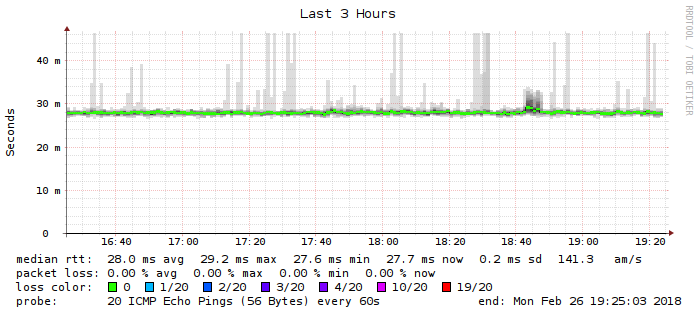 Last 3 Hours
RRDTOOL / TOBI OETIKER
Seconds
40 m
30 m
20 m
10 m
0
16:40 17:00 17:20 17:40 18:00 18:20 18:40 19:00 19:20
median rtt: 28.0 ms avg 29.2 ms max 27.6 ms min 27.7 ms now 0.2 ms sd 141.3 am/s
packet loss: 0.00 % avg 0.00 % max 0.00 % min 0.00 % now
loss color: 0 1/20 2/20 3/20 4/20 10/20 19/20
probe: 20 ICMP Echo Pings (56 Bytes) every 60s end: Mon Feb 26 19:25:03 2018